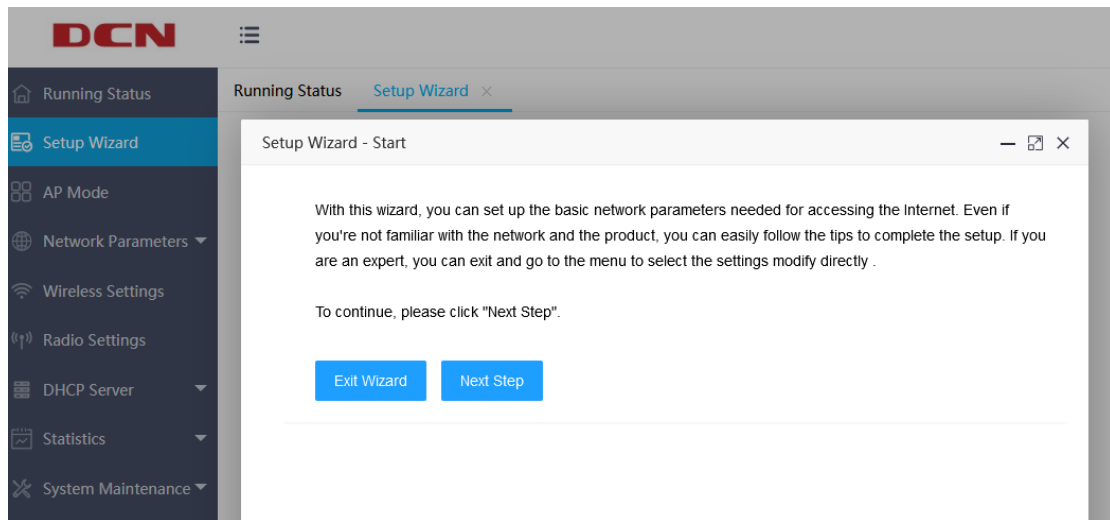 DCN
Running Status
Setup Wizard
AP Mode
Network Parameters
Wireless Settings
Radio Settings
DHCP Server
Statistics
System Maintenance
Running Status Setup Wizard
Setup Wizard - Start
With this wizard, you can set up the basic network parameters needed for accessing the Internet. Even if
you're not familiar with the network and the product, you can easily follow the tips to complete the setup. If you
are an expert, you can exit and go to the menu to select the settings modify directly .
To continue, please click "Next Step".
Exit Wizard Next Step